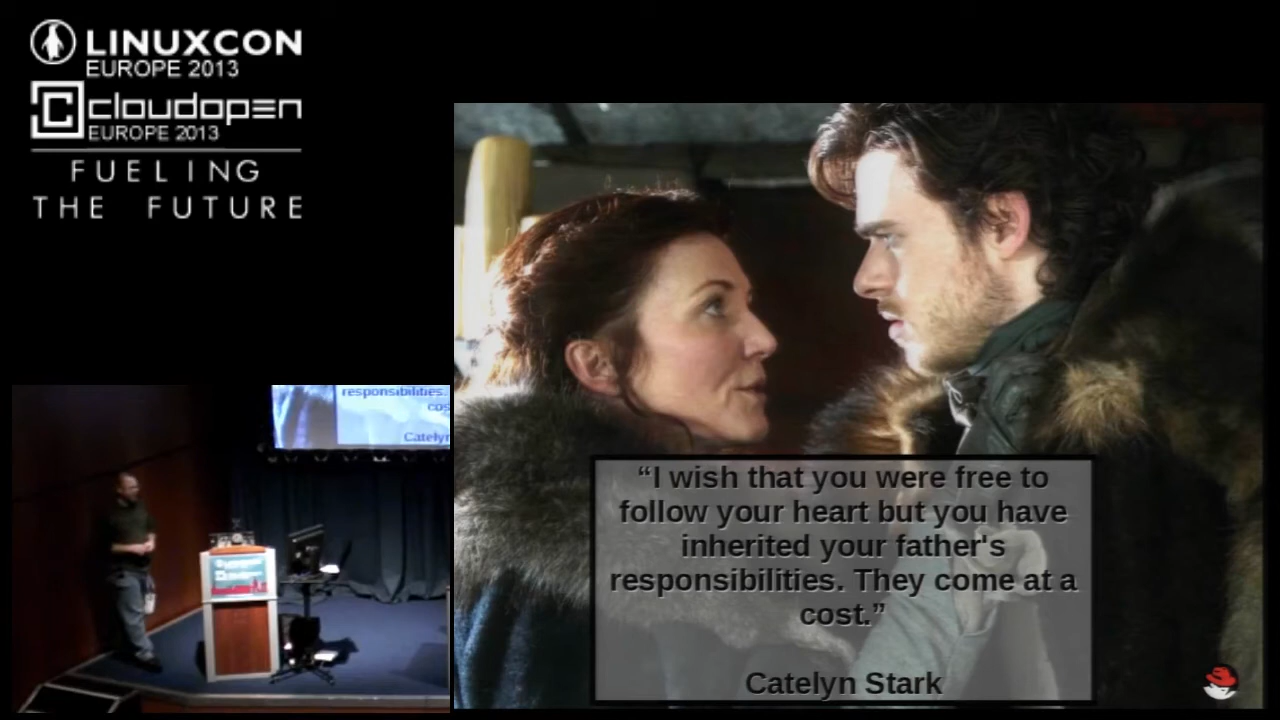 LINUXCON
EUROPE 2013
cloudopen
EUROPE 2013
FUELING
THE FUTURE
responsibilities.
cos
Catelyn
“I wish that you were free to
follow your heart but you have
inherited your father's
responsibilities. They come at a
cost.”
Catelyn Stark